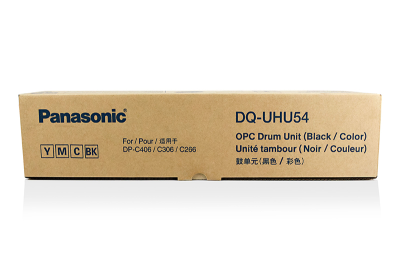 Panasonic®
Y M C BK
For / Pour / 适用于
DP-C406 / C306 / C266
DQ-UHU54
OPC Drum Unit (Black / Color)
Unité tambour (Noir / Couleur)
鼓单元(黑色 / 彩色)